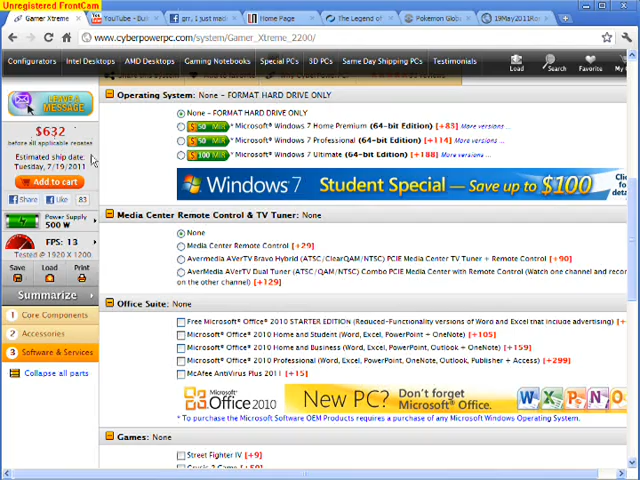 Unregistered FrontCam
Gamer Xtreme 2200
YouTube - Bu
grr, I just mad
Home Page
The Legend of
Pokemon Glob
19May2011Ro
www.cyberpowerpc.com/system/Gamer_Xtreme_2200/
Configurators
Intel Desktops
AMD Desktops
Gaming Notebooks
Special PCs
3D PCs
Same Day Shipping PCs
Testimonials
Load
Search
Favorite
My
LEAVE A MESSAGE
$632
before all applicable rebates
Estimated ship date:
Tuesday, 7/19/2011
Add to cart
Share
Like
83
Power Supply
500 W
FPS: 13
Tested @ 1920 X 1200
Save
Load
Print
Summarize
1 Core Components
2 Accessories
3 Software & Services
Collapse all parts
Operating System: None - FORMAT HARD DRIVE ONLY
None - FORMAT HARD DRIVE ONLY
$50 MIR * Microsoft® Windows 7 Home Premium (64-bit Edition) [+83] More versions ...
$50 MIR * Microsoft® Windows 7 Professional (64-bit Edition) [+114] More versions ...
$100 MIR * Microsoft® Windows 7 Ultimate (64-bit Edition) [+188] More versions ...
Windows 7 Student Special - Save up to $100
Click for
Media Center Remote Control & TV Tuner: None
None
Media Center Remote Control [+29]
Avermedia AVerTV Bravo Hybrid (ATSC/ClearQAM/NTSC) PCIE Media Center TV Tuner + Remote Control [+90]
AverMedia AVerTV Dual Tuner (ATSC/QAM/NTSC) Combo PCIE Media Center with Remote Control (Watch one channel and record
on the other channel) [+129]
Office Suite: None
Free Microsoft® Office® 2010 STARTER EDITION (Reduced-Functionality versions of Word and Excel that include advertising) [+
Microsoft® Office® 2010 Home and Student (Word, Excel, PowerPoint + OneNote) [+105]
Microsoft® Office® 2010 Home and Business (Word, Excel, PowerPoint, Outlook + OneNote) [+159]
Microsoft® Office® 2010 Professional (Word, Excel, PowerPoint, OneNote, Outlook, Publisher + Access) [+299]
McAfee AntiVirus Plus 2011 [+15]
Microsoft®
Office 2010
New PC? Don't forget
Microsoft® Office.
W X P N O
* To purchase the Microsoft Software OEM Products requires a purchase of any Microsoft Windows Operating System.
Games: None
Street Fighter IV [+9]